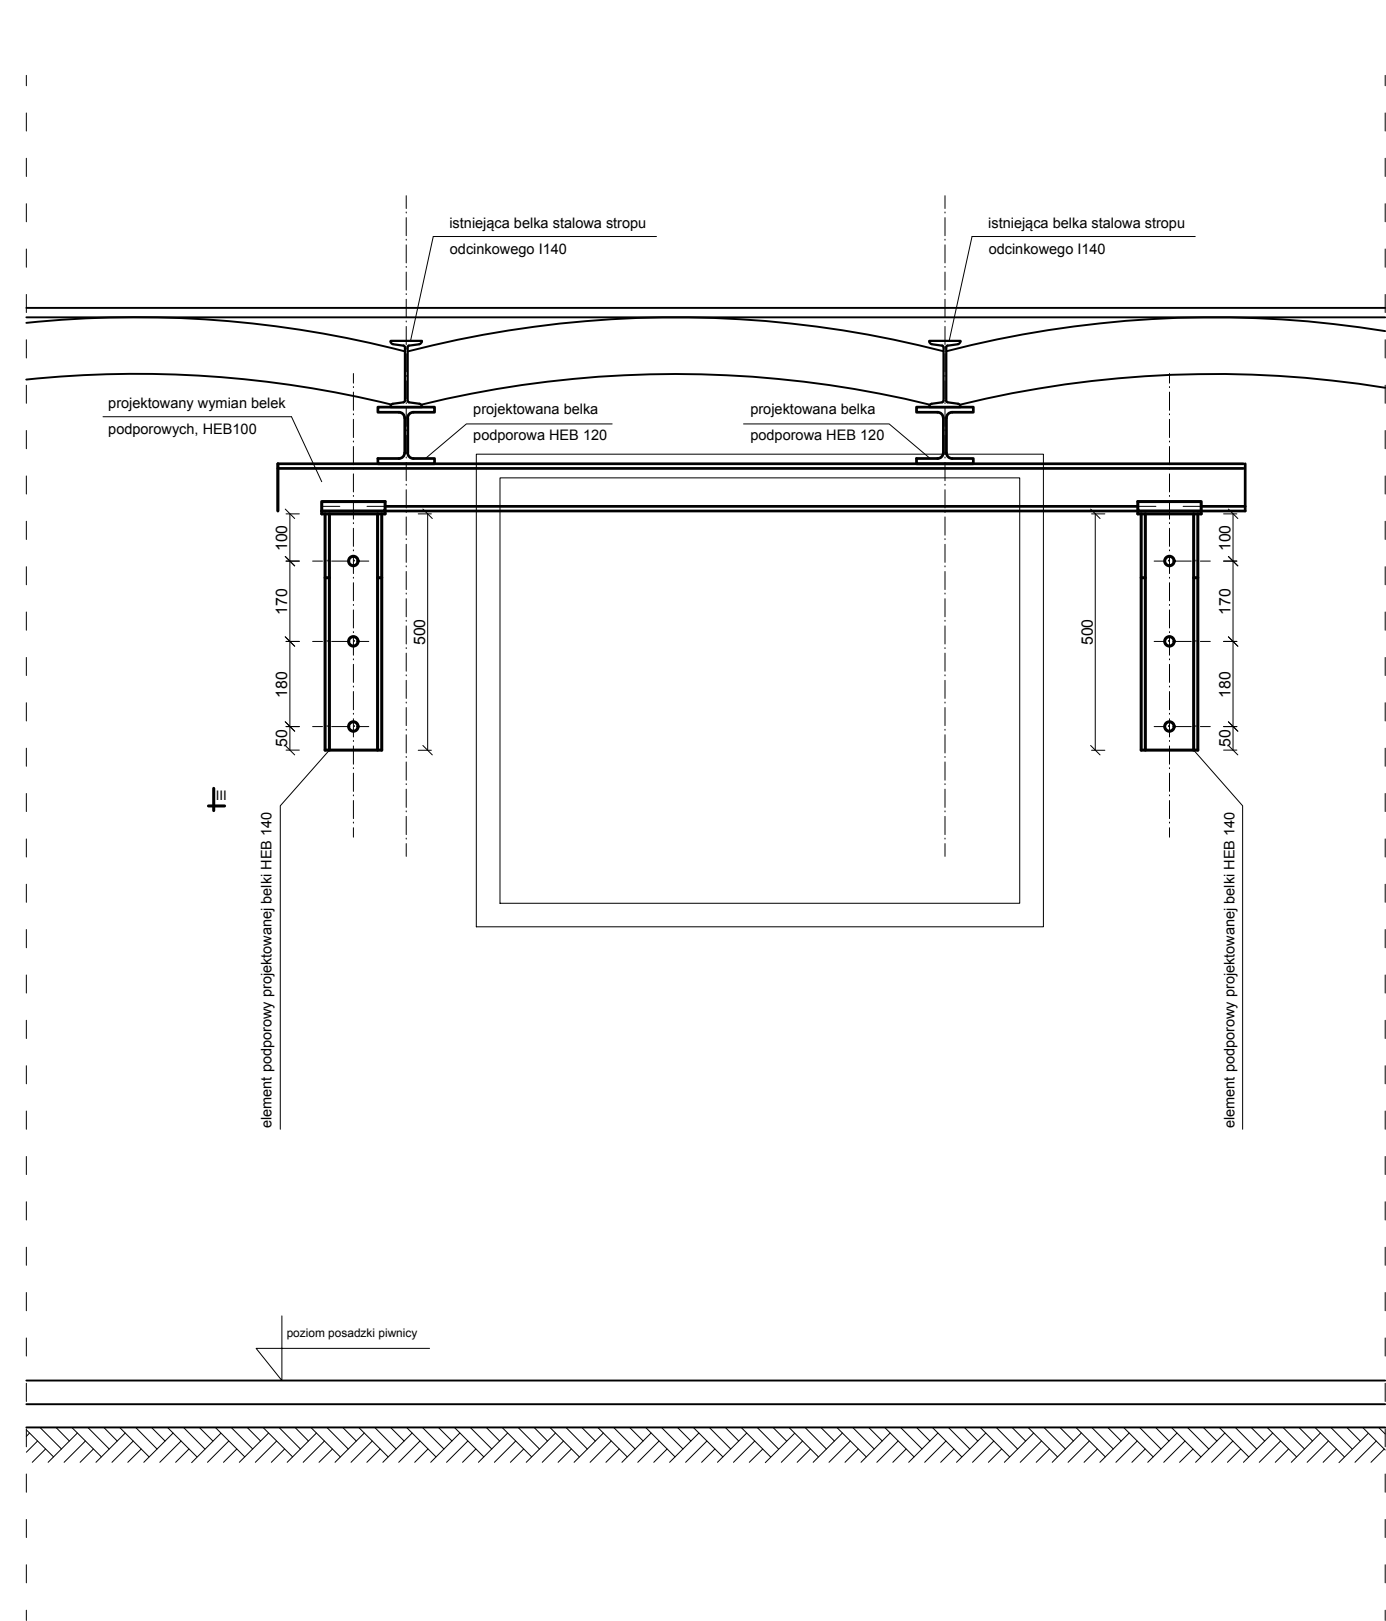 istniejąca belka stalowa stropu
odcinkowego I140
istniejąca belka stalowa stropu
odcinkowego I140
projektowany wymian belek
podporowych, HEB100
projektowana belka
podporowa HEB 120
projektowana belka
podporowa HEB 120
100
170
180
50
500
500
100
170
180
50
element podporowy projektowanej belki HEB 140
element podporowy projektowanej belki HEB 140
poziom posadzki piwnicy